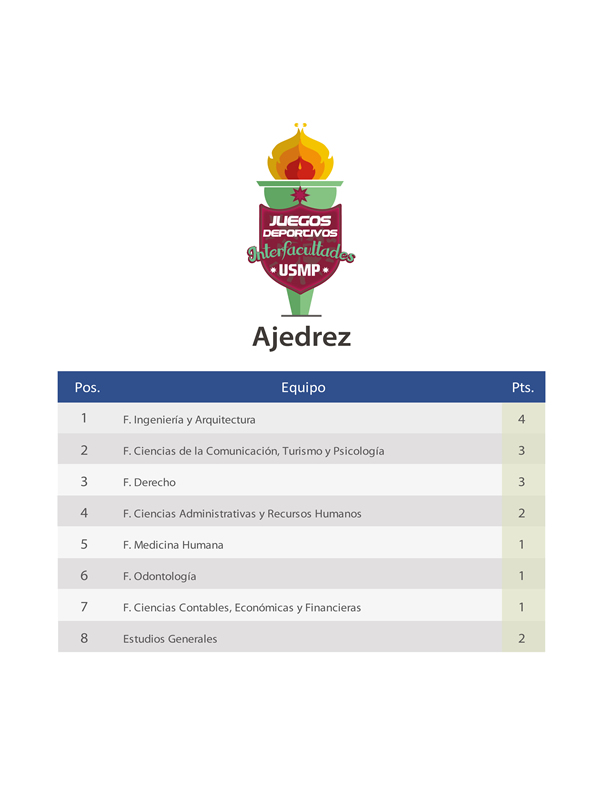 JUEGOS
DEPORTIVOS
Interfacultades
USMP
Ajedrez
Pos. Equipo Pts.
1 F. Ingeniería y Arquitectura 4
2 F. Ciencias de la Comunicación, Turismo y Psicología 3
3 F. Derecho 3
4 F. Ciencias Administrativas y Recursos Humanos 2
5 F. Medicina Humana 1
6 F. Odontología 1
7 F. Ciencias Contables, Económicas y Financieras 1
8 Estudios Generales 2